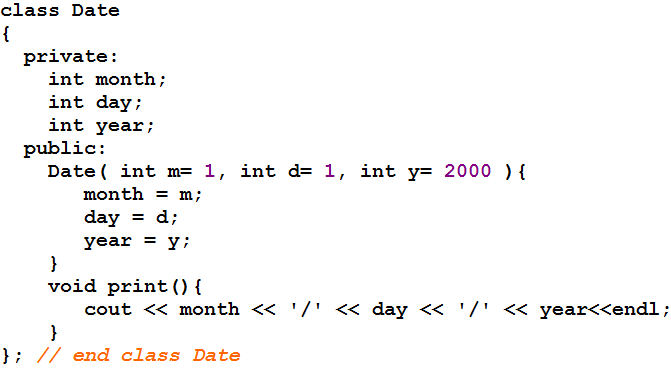 class Date
{
  private:
    int month;
    int day;
    int year;
  public:
    Date( int m= 1, int d= 1, int y= 2000 ){
       month = m;
       day = d;
       year = y;
    }
    void print(){
       cout << month << '/' << day << '/' << year<<endl;
    }
}; // end class Date